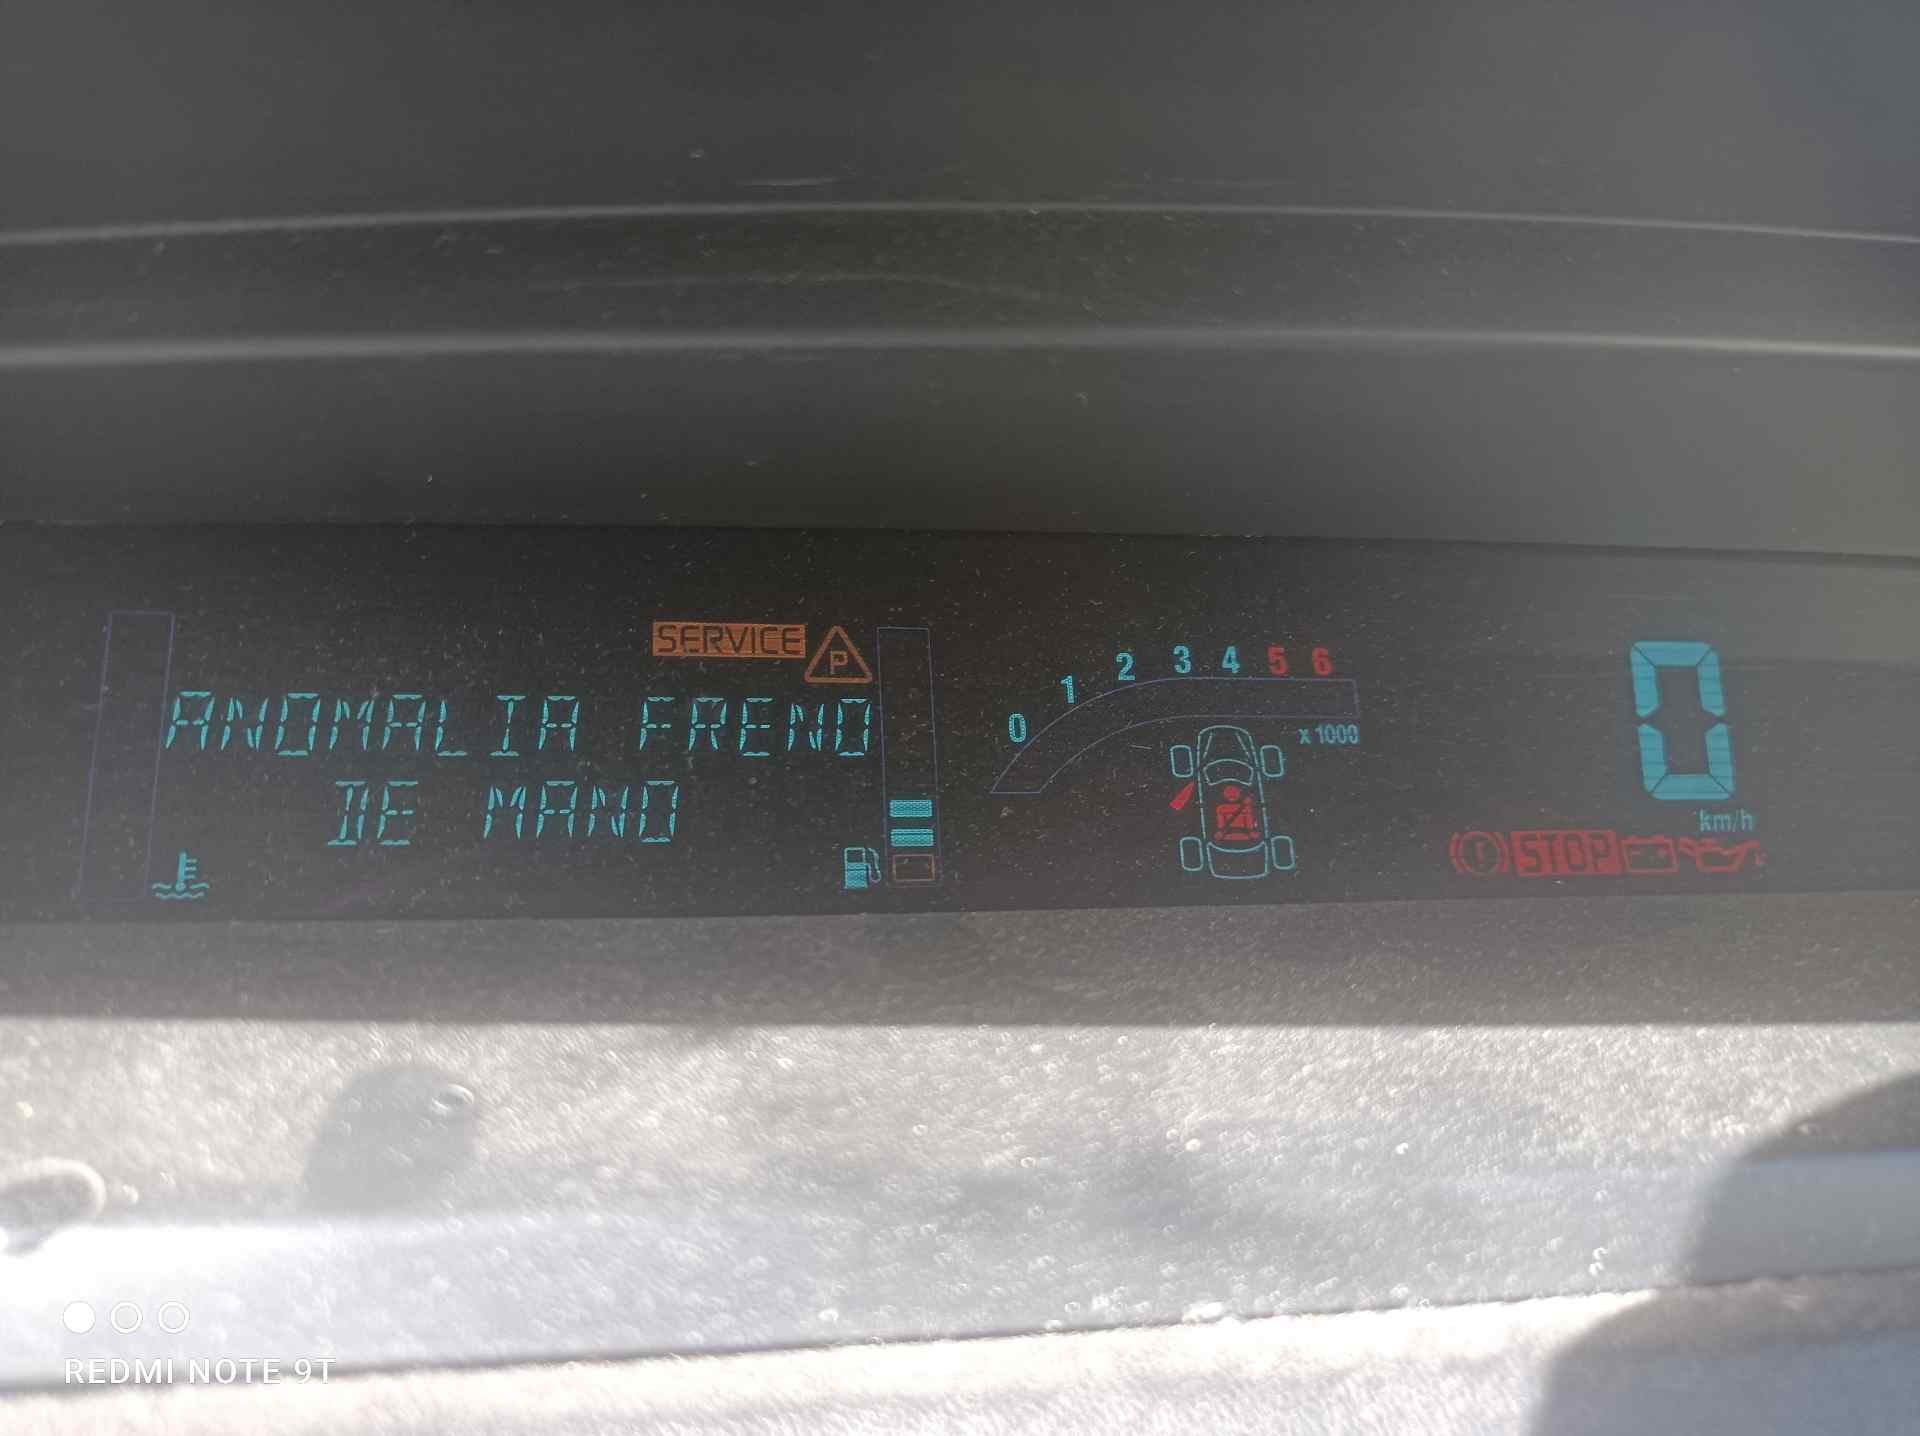 SERVICE P
ANOMALIA FRENO
DE MANO
0 1 2 3 4 5 6
x 1000
0
km/h
STOP
REDMI NOTE 9T